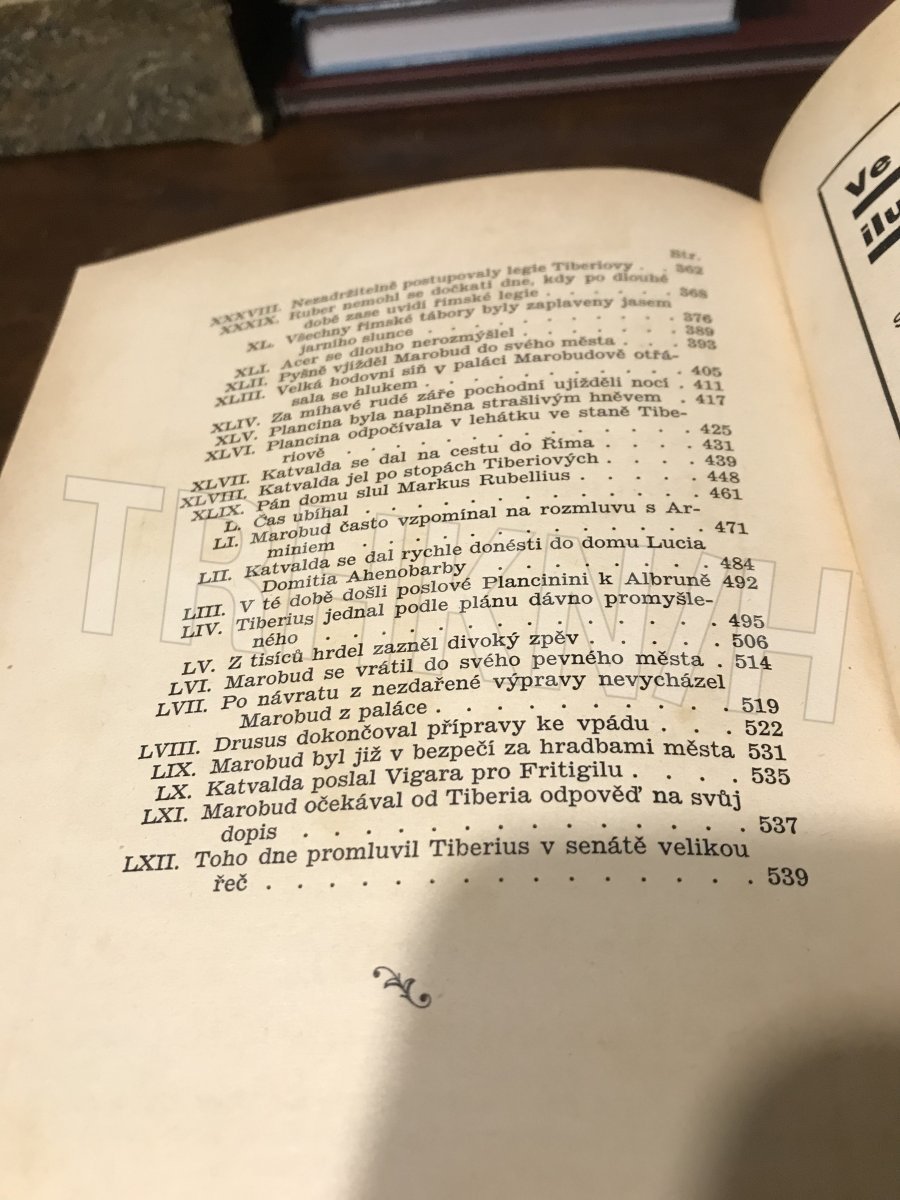 Str.
XXXVIII. Nezadržitelně postupovaly legie Tiberiovy . . 362
XXXIX. Ruber nemohl se dočkati dne, kdy po dlouhé
době zase uvidí římské legie . . . . . . 368
XL. Všechny římské tábory byly zaplaveny jasem
jarního slunce . . . . . . . . . 376
XLI. Acer se dlouho nerozmýšlel . . . . . . 389
XLII. Pyšně vjížděl Marobud do svého města . . . 393
XLIII. Velká hodovní síň v paláci Marobudově otřá-
sala se hlukem . . . . . . . . . 405
XLIV. Za míhavé rudé záře pochodní ujížděli nocí . 411
XLV. Plancina byla naplněna strašlivým hněvem . 417
XLVI. Plancina odpočívala v lehátku ve staně Tibe-
riově . . . . . . . . . . . 425
XLVII. Katvalda se dal na cestu do Říma . . . . 431
XLVIII. Katvalda jel po stopách Tiberiových . . . . 439
XLIX. Pán domu slul Markus Rubellius . . . . . 448
L. Čas ubíhal . . . . . . . . . . . 461
LI. Marobud často vzpomínal na rozmluvu s Ar-
miniem . . . . . . . . . . . 471
LII. Katvalda se dal rychle donésti do domu Lucia
Domitia Ahenobarby . . . . . . . 484
LIII. V té době došli poslové Plancinini k Albruně 492
LIV. Tiberius jednal podle plánu dávno promyšle-
ného . . . . . . . . . . . . 495
LV. Z tisíců hrdel zazněl divoký zpěv . . . . . 506
LVI. Marobud se vrátil do svého pevného města . 514
LVII. Po návratu z nezdařené výpravy nevycházel
Marobud z paláce . . . . . . . . . 519
LVIII. Drusus dokončoval přípravy ke vpádu . . . 522
LIX. Marobud byl již v bezpečí za hradbami města 531
LX. Katvalda poslal Vigara pro Fritigilu . . . . 535
LXI. Marobud očekával od Tiberia odpověď na svůj
dopis . . . . . . . . . . . . . 537
LXII. Toho dne promluvil Tiberius v senátě velikou
řeč . . . . . . . . . . . . . . . 539
TRHKNIH
Ve
ilu